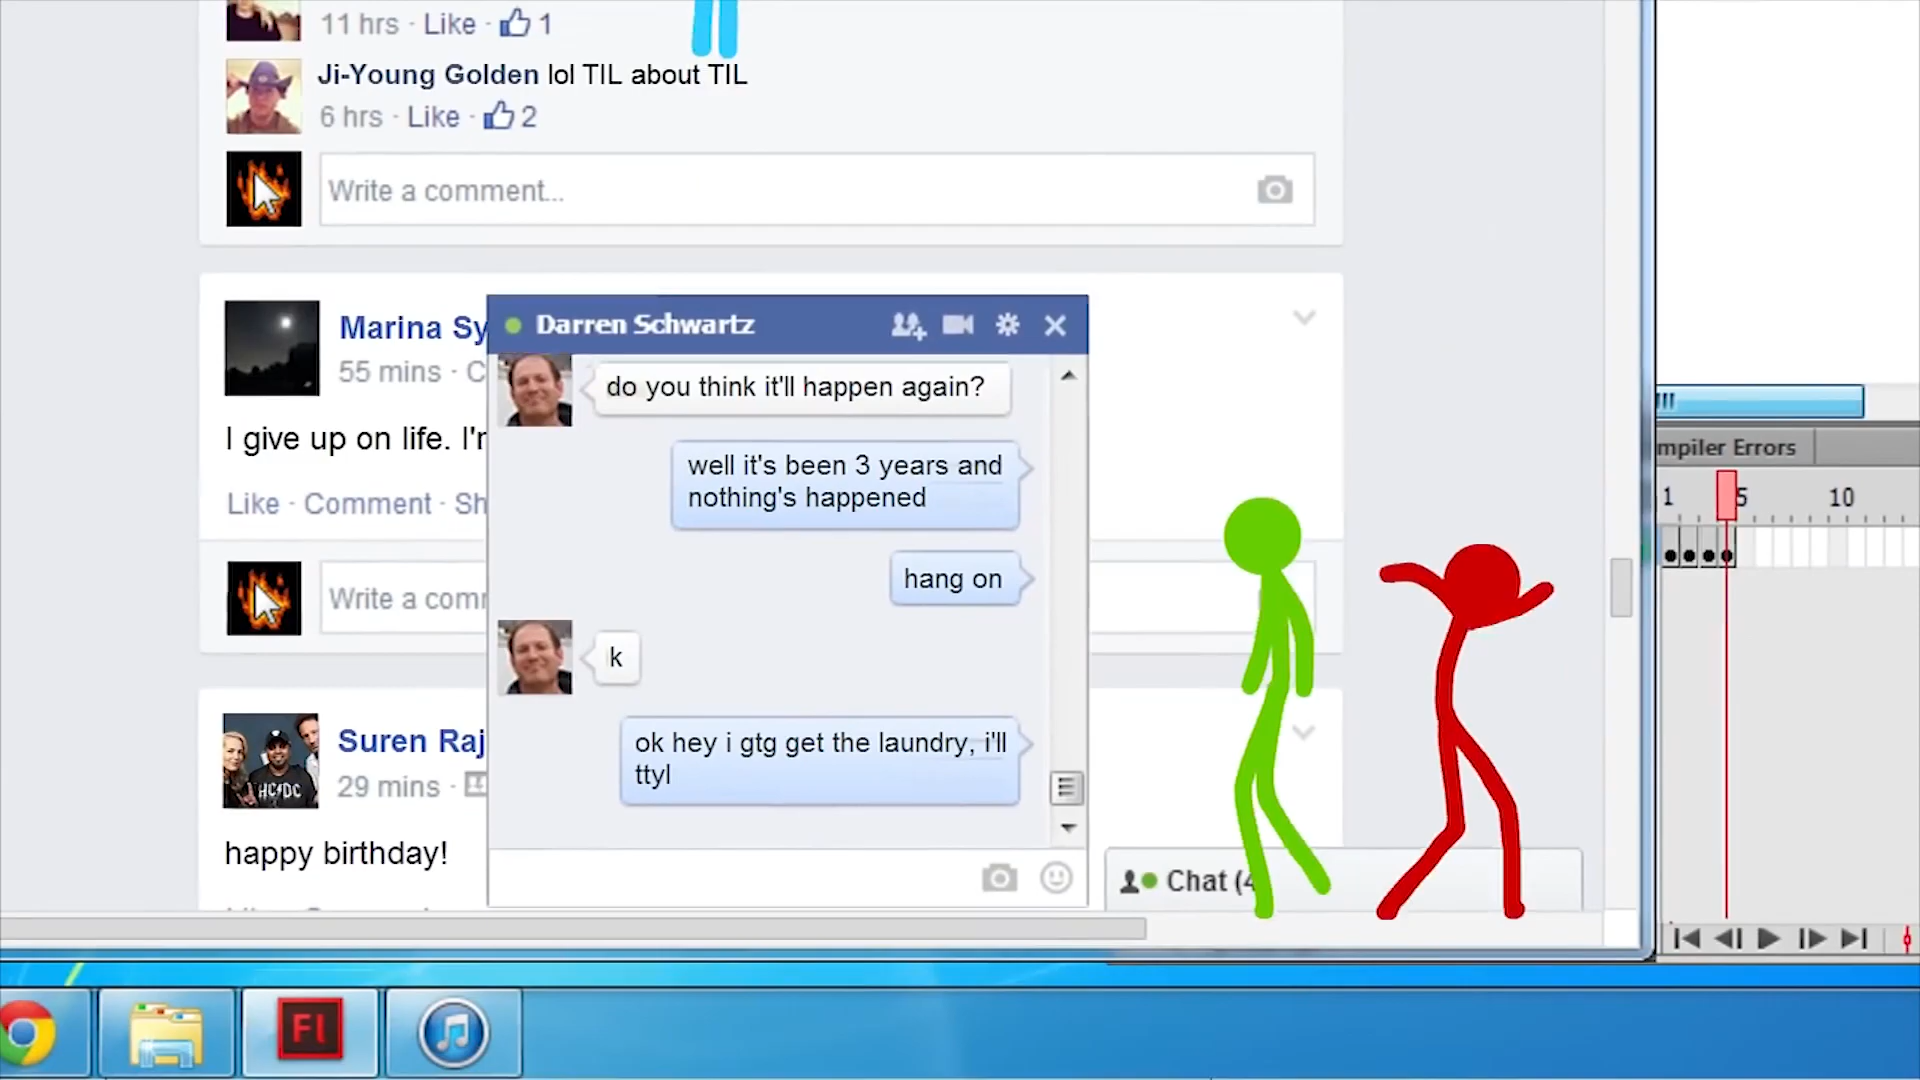 11 hrs · Like · 1
Ji-Young Golden lol TIL about TIL
6 hrs · Like · 2
Write a comment...
Marina Sy
55 mins · C
I give up on life. I'm
Like · Comment · Sh
Write a comm
Suren Raj
29 mins ·
HC/DC
happy birthday!
Darren Schwartz
do you think it'll happen again?
well it's been 3 years and
nothing's happened
hang on
k
ok hey i gtg get the laundry, i'll
ttyl
Chat (4
mpiler Errors
1 5 10
Fl